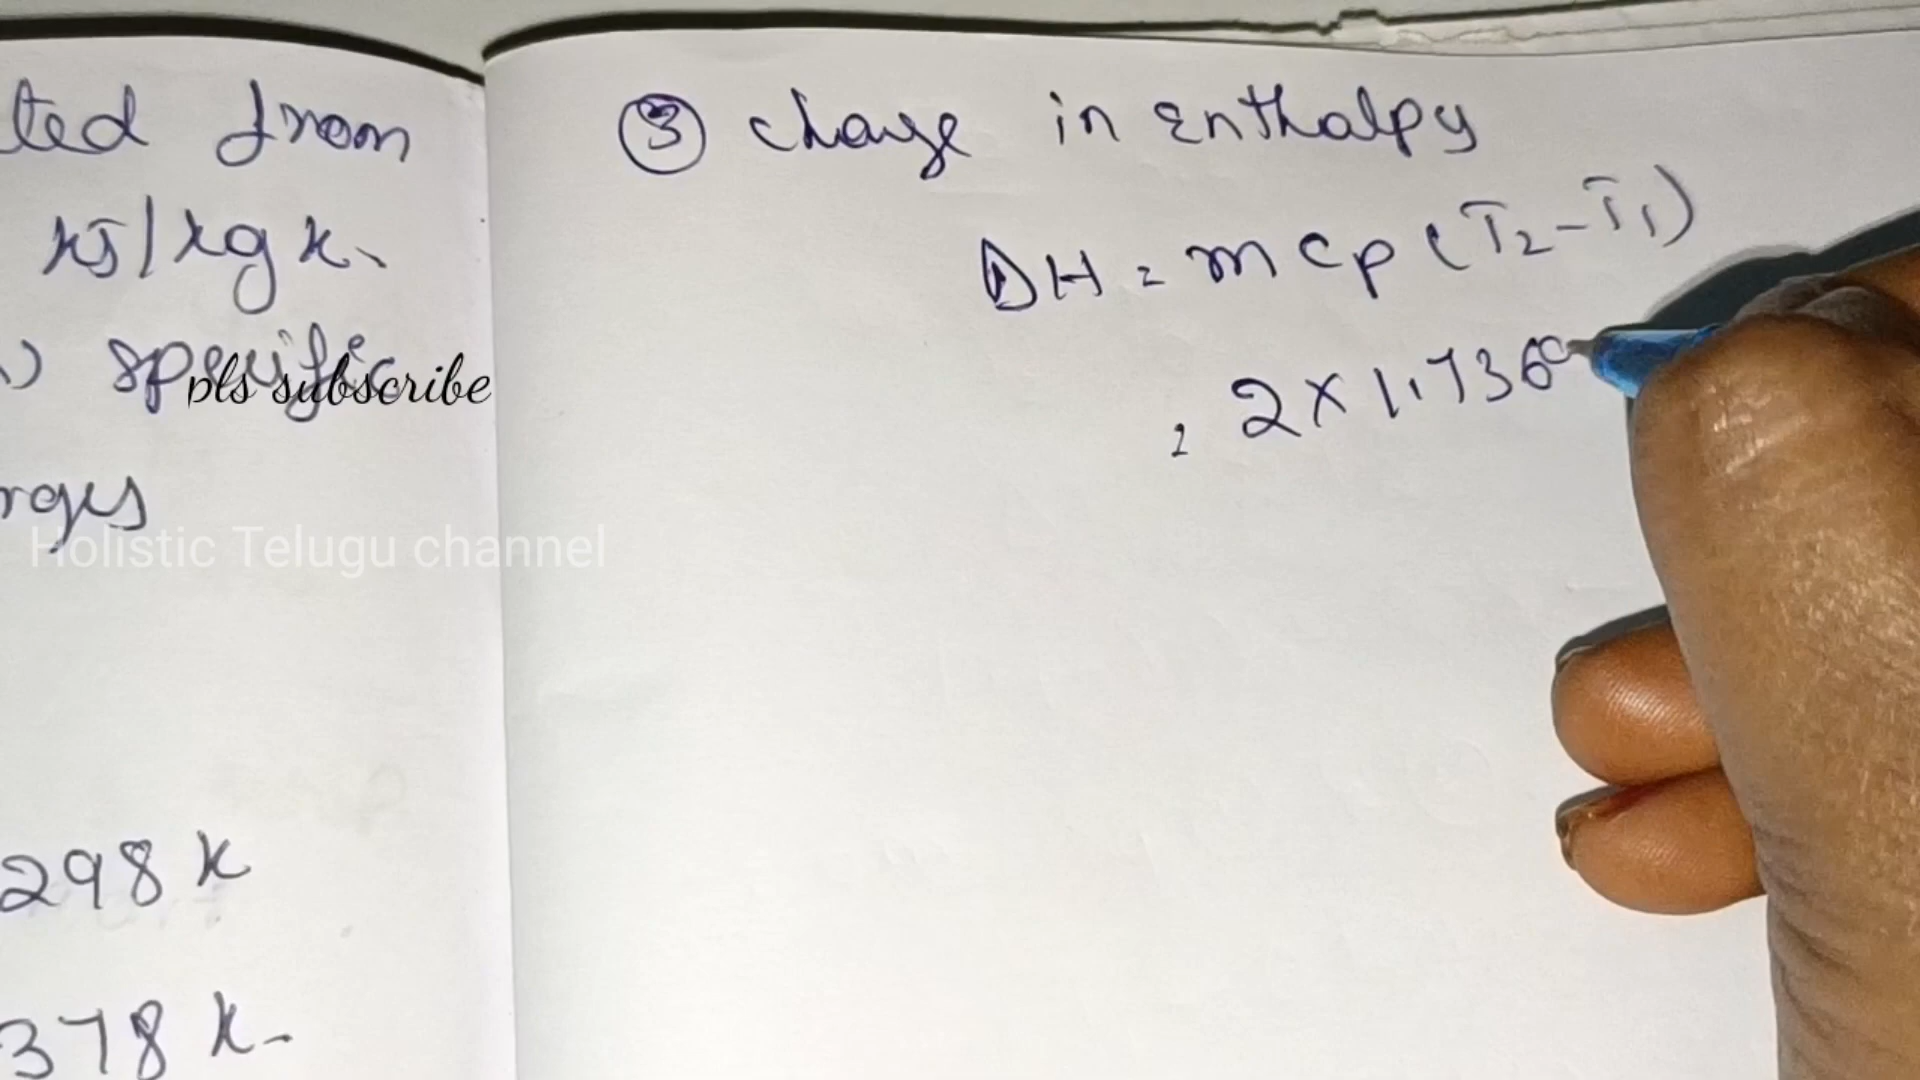 ted from
kJ/kg k.
) specific
pls subscribe
rges
Holistic Telugu channel
298 k
378 k.
③ change in Enthalpy
ΔH = m cp (T2 - T1)
= 2 × 1.736